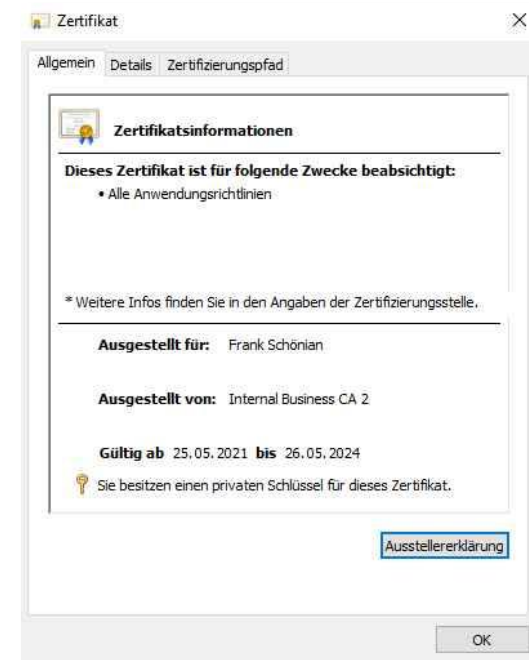 Zertifikat
Allgemein Details Zertifizierungspfad
Zertifikatsinformationen
Dieses Zertifikat ist für folgende Zwecke beabsichtigt:
• Alle Anwendungsrichtlinien
* Weitere Infos finden Sie in den Angaben der Zertifizierungsstelle.
Ausgestellt für: Frank Schönian
Ausgestellt von: Internal Business CA 2
Gültig ab 25.05.2021 bis 26.05.2024
Sie besitzen einen privaten Schlüssel für dieses Zertifikat.
Ausstellererklärung
OK